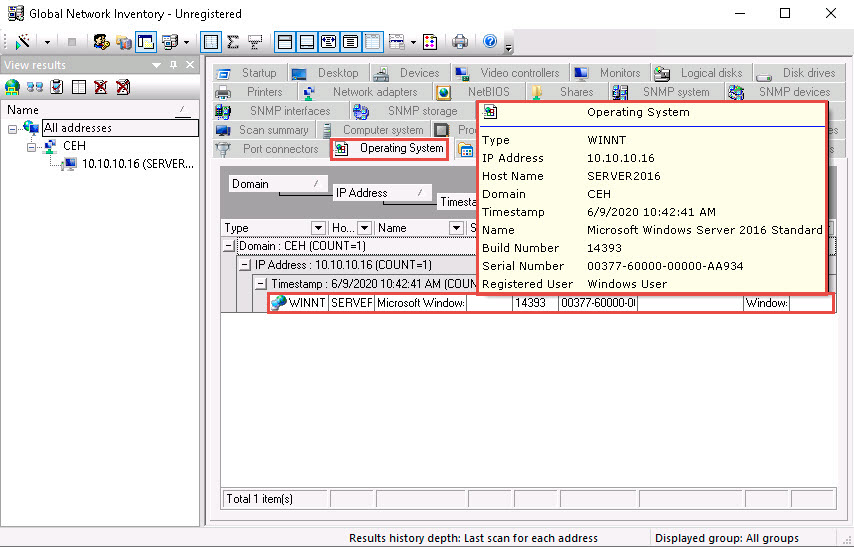 Global Network Inventory - Unregistered
View results
Name
All addresses
CEH
10.10.10.16 (SERVER...
Startup Desktop Devices Video controllers Monitors Logical disks Disk drives
Printers Network adapters NetBIOS Shares SNMP system SNMP devices
SNMP interfaces SNMP storage
Scan summary Computer system
Port connectors Operating System
Domain /
IP Address /
Type Ho... Name
Domain : CEH (COUNT=1)
IP Address : 10.10.10.16 (COUNT=1)
Timestamp : 6/9/2020 10:42:41 AM
WINNT SERVER Microsoft Window: 14393 00377-60000-0 Window:
Operating System
Type WINNT
IP Address 10.10.10.16
Host Name SERVER2016
Domain CEH
Timestamp 6/9/2020 10:42:41 AM
Name Microsoft Windows Server 2016 Standard
Build Number 14393
Serial Number 00377-60000-00000-AA934
Registered User Windows User
Total 1 item(s)
Results history depth: Last scan for each address
Displayed group: All groups